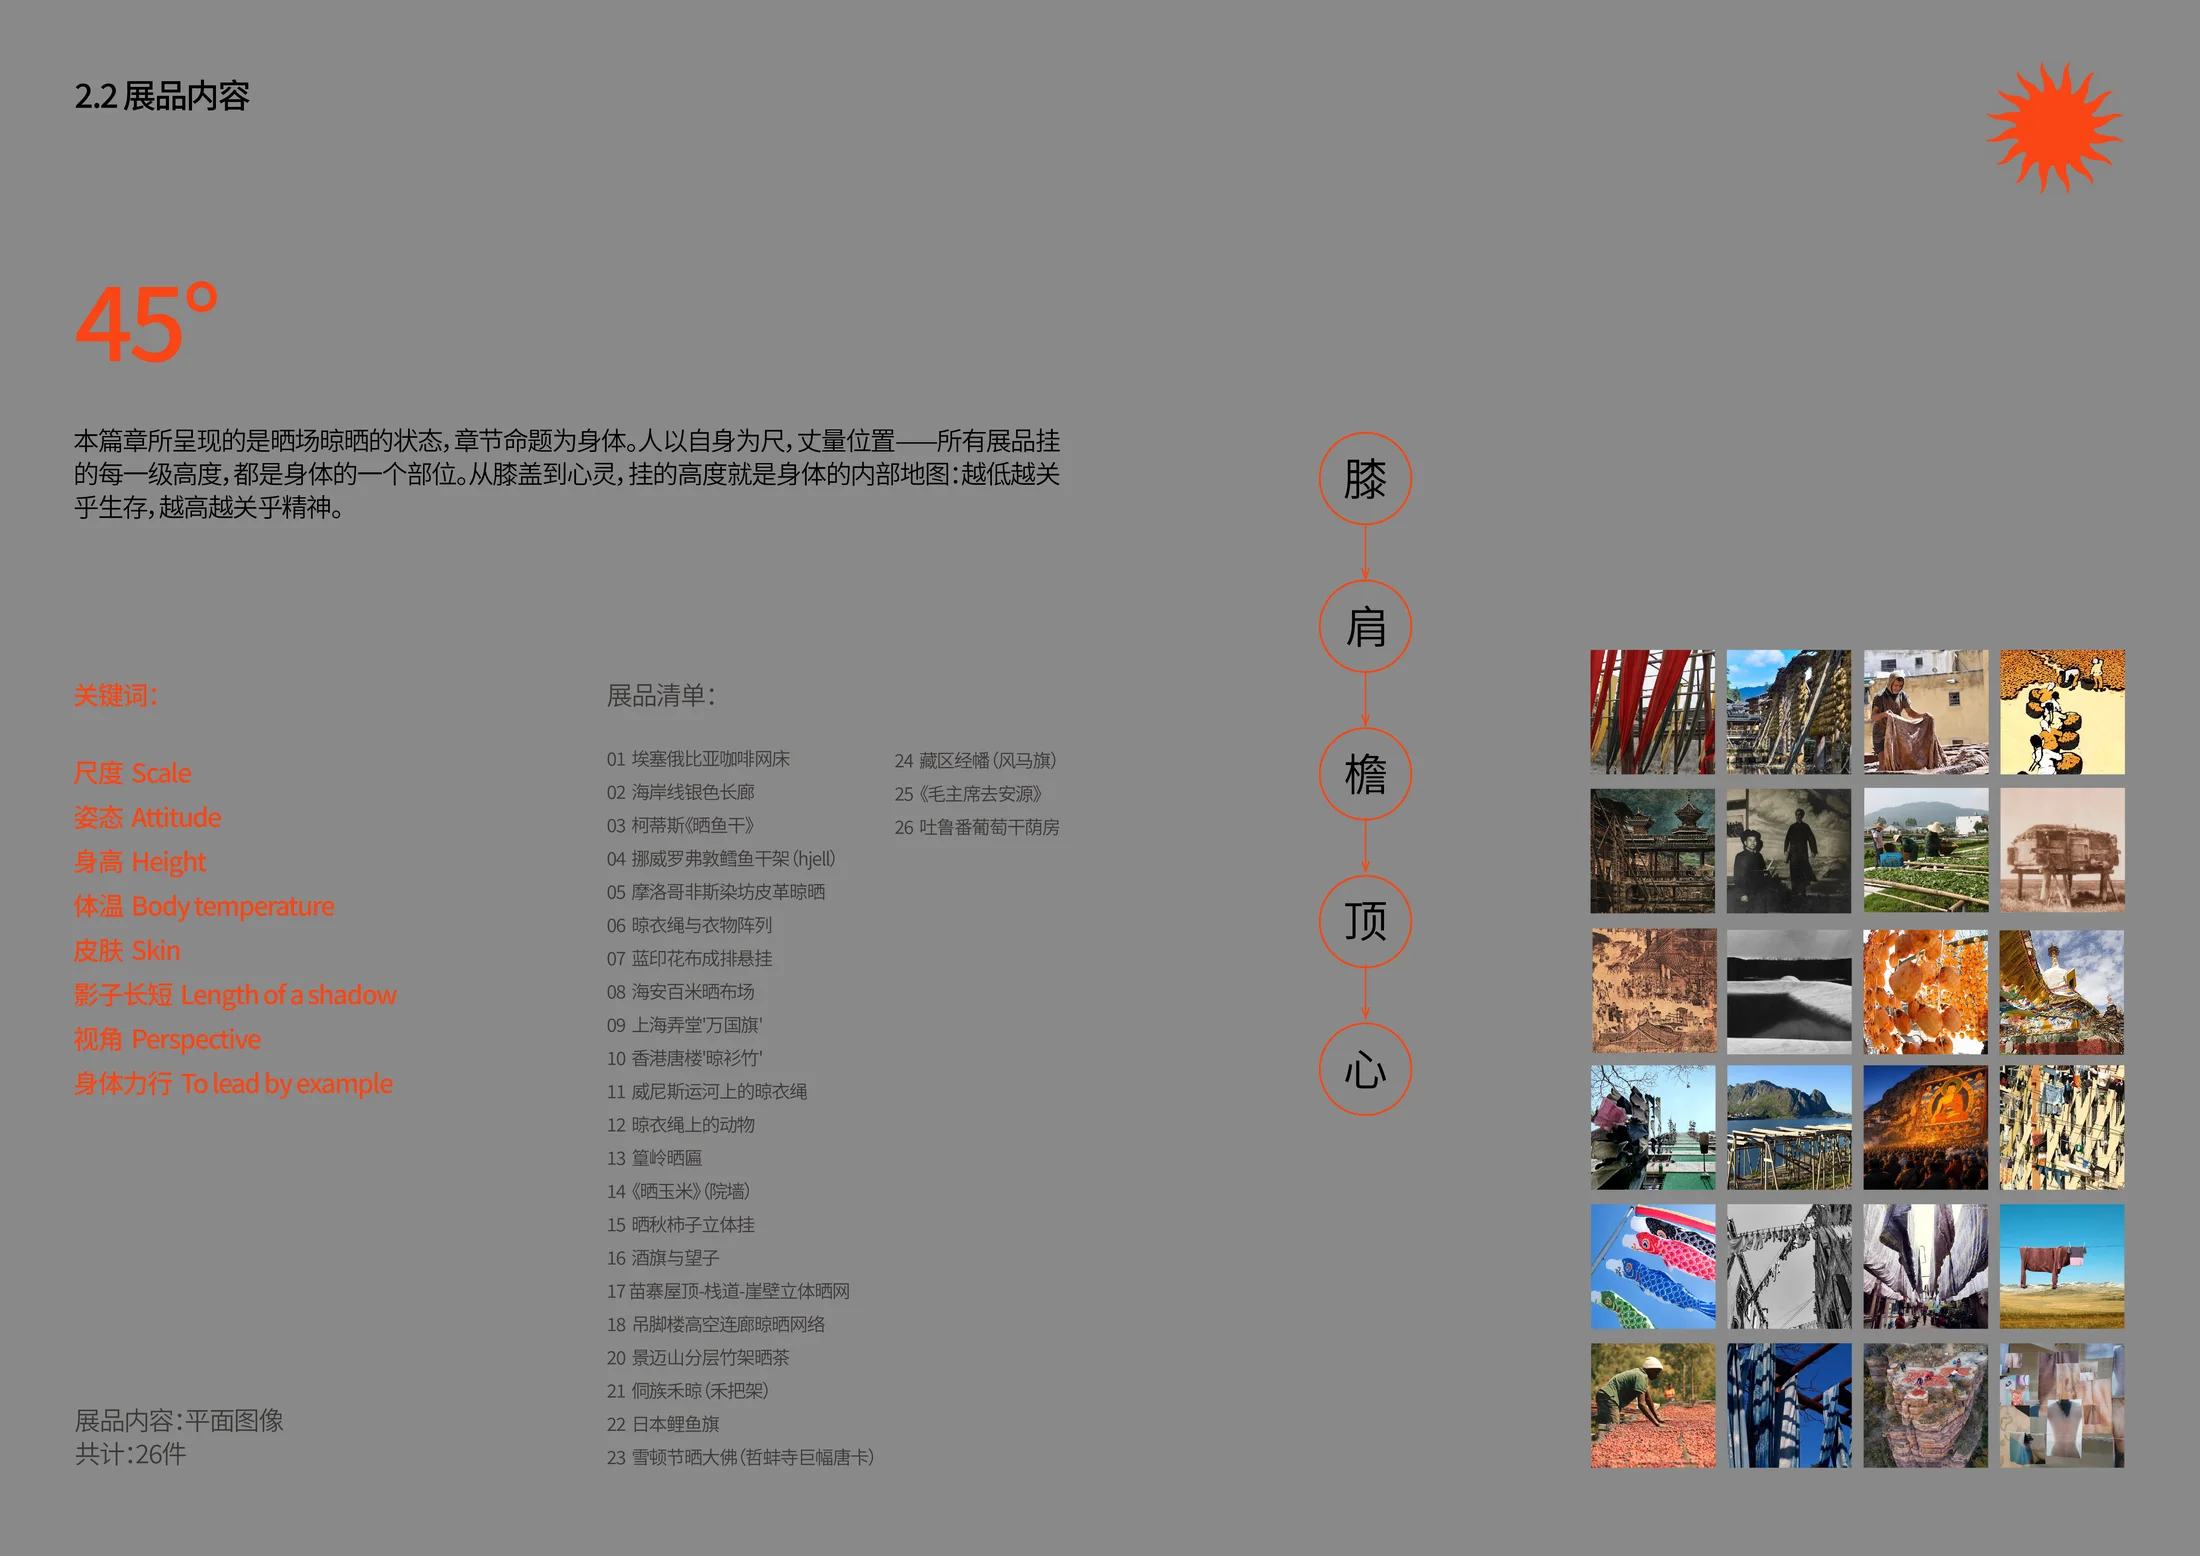 2.2 展品内容
45°
本篇章所呈现的是晒场晾晒的状态，章节命题为身体。人以自身为尺，丈量位置——所有展品挂
的每一级高度，都是身体的一个部位。从膝盖到心灵，挂的高度就是身体的内部地图：越低越关
乎生存，越高越关乎精神。
关键词：
尺度 Scale
姿态 Attitude
身高 Height
体温 Body temperature
皮肤 Skin
影子长短 Length of a shadow
视角 Perspective
身体力行 To lead by example
展品内容：平面图像
共计：26件
展品清单：
01 埃塞俄比亚咖啡网床
02 海岸线银色长廊
03 柯蒂斯《晒鱼干》
04 挪威罗弗敦鳕鱼干架（hjell）
05 摩洛哥非斯染坊皮革晾晒
06 晾衣绳与衣物阵列
07 蓝印花布成排悬挂
08 海安百米晒布场
09 上海弄堂'万国旗'
10 香港唐楼'晾衫竹'
11 威尼斯运河上的晾衣绳
12 晾衣绳上的动物
13 篁岭晒匾
14《晒玉米》（院墙）
15 晒秋柿子立体挂
16 酒旗与望子
17 苗寨屋顶-栈道-崖壁立体晒网
18 吊脚楼高空连廊晾晒网络
20 景迈山分层竹架晒茶
21 侗族禾晾（禾把架）
22 日本鲤鱼旗
23 雪顿节晒大佛（哲蚌寺巨幅唐卡）
24 藏区经幡（风马旗）
25《毛主席去安源》
26 吐鲁番葡萄干荫房
膝
肩
檐
顶
心